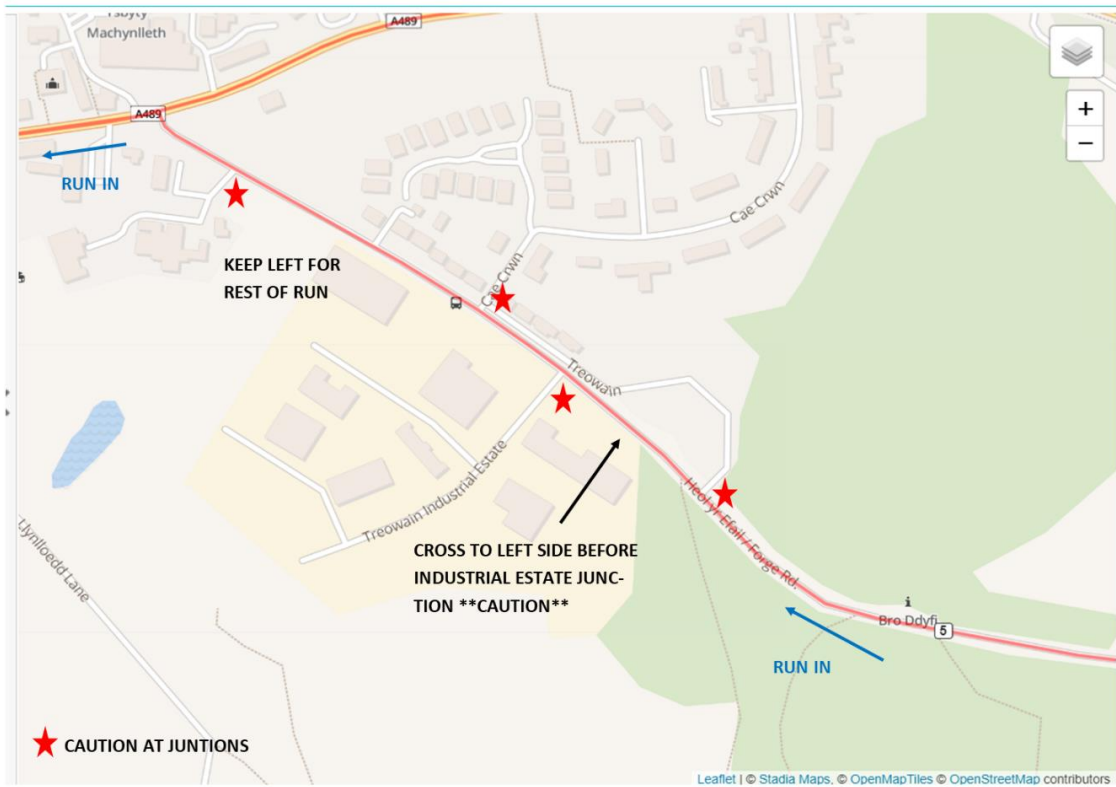 Ysbyty
Machynlleth
A489
A489
+
−
RUN IN
Cae Crwn
KEEP LEFT FOR
REST OF RUN
Cae Crwn
Treowain
Treowain Industrial Estate
Heol yr Efail / Forge Rd.
CROSS TO LEFT SIDE BEFORE
INDUSTRIAL ESTATE JUNC-
TION **CAUTION**
Llynlloedd Lane
Bro Ddyfi
5
RUN IN
CAUTION AT JUNTIONS
Leaflet | © Stadia Maps, © OpenMapTiles © OpenStreetMap contributors